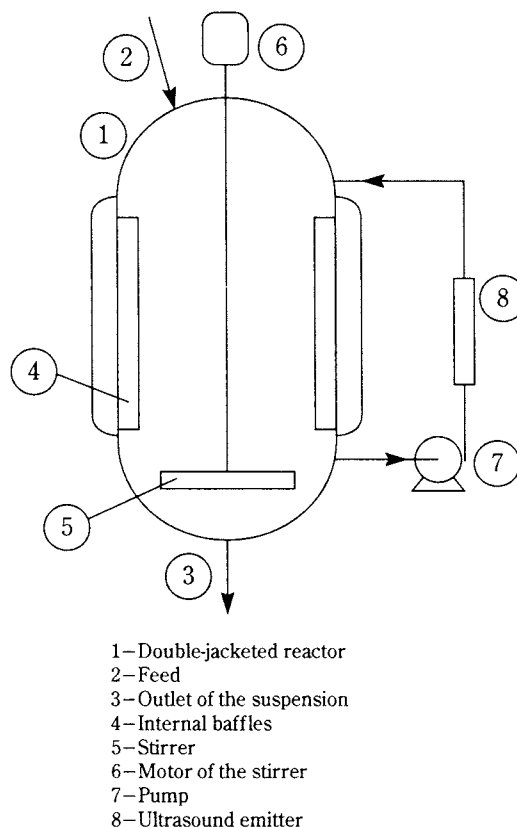 2
6
1
8
4
7
5
3
1–Double-jacketed reactor
2–Feed
3–Outlet of the suspension
4–Internal baffles
5–Stirrer
6–Motor of the stirrer
7–Pump
8–Ultrasound emitter